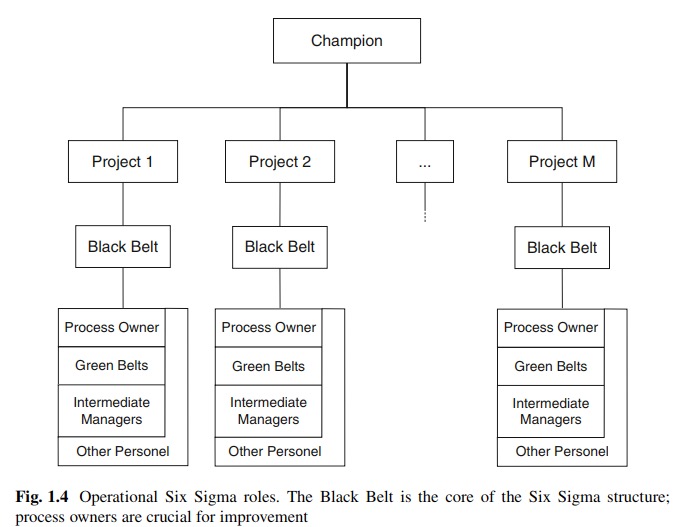 Champion
Project 1
Project 2
...
Project M
Black Belt
Black Belt
Black Belt
Process Owner
Green Belts
Intermediate
Managers
Other Personel
Process Owner
Green Belts
Intermediate
Managers
Other Personel
Process Owner
Green Belts
Intermediate
Managers
Other Personel
Fig. 1.4 Operational Six Sigma roles. The Black Belt is the core of the Six Sigma structure;
process owners are crucial for improvement